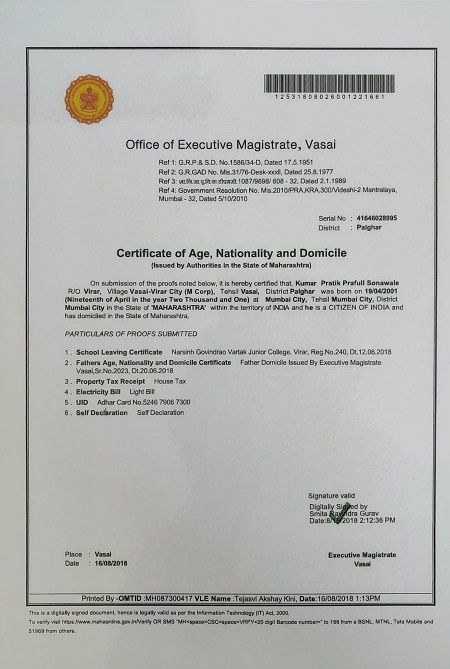 12531808026001221661
Office of Executive Magistrate, Vasai
Ref 1: G.R.P.& S.D. No.1586/34-D, Dated 17.5.1951
Ref 2: G.R.GAD No. Mis.31/76-Desk-xxxII, Dated 25.8.1977
Ref 3: 1087/9698/ 608 - 32, Dated 2.1.1989
Ref 4: Government Resolution No. Mis.2010/PRA.KRA.300/Videshi-2 Mantralaya,
Mumbai - 32, Dated 5/10/2010
Serial No : 41646028995
District : Palghar
Certificate of Age, Nationality and Domicile
(Issued by Authorities in the State of Maharashtra)
On submission of the proofs noted below, it is hereby certified that, Kumar Pratik Prafull Sonawale
R/O Virar, Village Vasai-Virar City (M Corp), Tehsil Vasai, District Palghar was born on 19/04/2001
(Nineteenth of April in the year Two Thousand and One) at Mumbai City, Tehsil Mumbai City, District
Mumbai City in the State of 'MAHARASHTRA' within the territory of INDIA and he is a CITIZEN OF INDIA and
has domiciled in the State of Maharashtra.
PARTICULARS OF PROOFS SUBMITTED
1 . School Leaving Certificate Narsinh Govindrao Vartak Junior College, Virar, Reg.No.240, Dt.12.06.2018
2 . Fathers Age, Nationality and Domicile Certificate Father Domicile Issued By Executive Magistrate
Vasai,Sr.No.2023, Dt.20.06.2018
3 . Property Tax Receipt House Tax
4 . Electricity Bill Light Bill
5 . UID Adhar Card No.5246 7906 7300
6 . Self Declaration Self Declaration
Signature valid
Digitally Signed by
Smita Ravindra Gurav
2018 2:12:36 PM
Place : Vasai
Executive Magistrate
Date : 16/08/2018
Vasai
Printed By -OMTID :MH087300417 VLE Name :Tejasvi Akshay Kini, Date:16/08/2018 1:13PM
This is a digitally signed document, hence is legally valid as per the Information Technology (IT) Act, 2000.
To verify visit https://www.mahaonline.gov.in/Verify OR SMS "MH<space>CSC<space>VRFY<20 digit Barcode number>" to 166 from a BSNL, MTNL, Tata Mobile and
51969 from others.